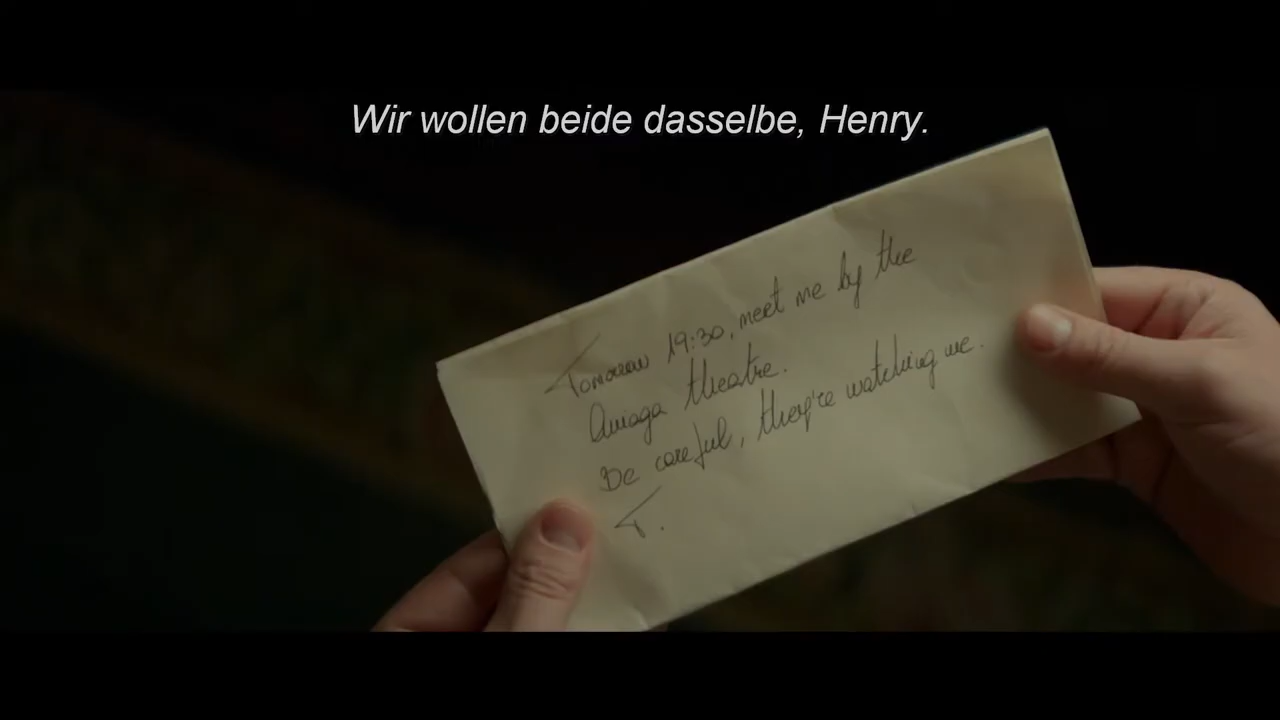 Wir wollen beide dasselbe, Henry.
Tomorrow 19:30, meet me by the
Arriaga theatre.
Be careful, they're watching me.
T.